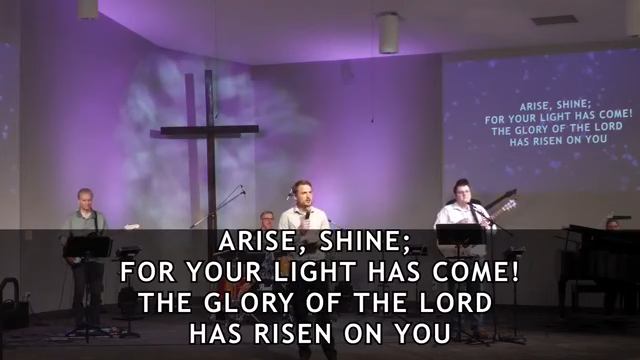 ARISE, SHINE;
FOR YOUR LIGHT HAS COME!
THE GLORY OF THE LORD
HAS RISEN ON YOU
ARISE, SHINE;
FOR YOUR LIGHT HAS COME!
THE GLORY OF THE LORD
HAS RISEN ON YOU